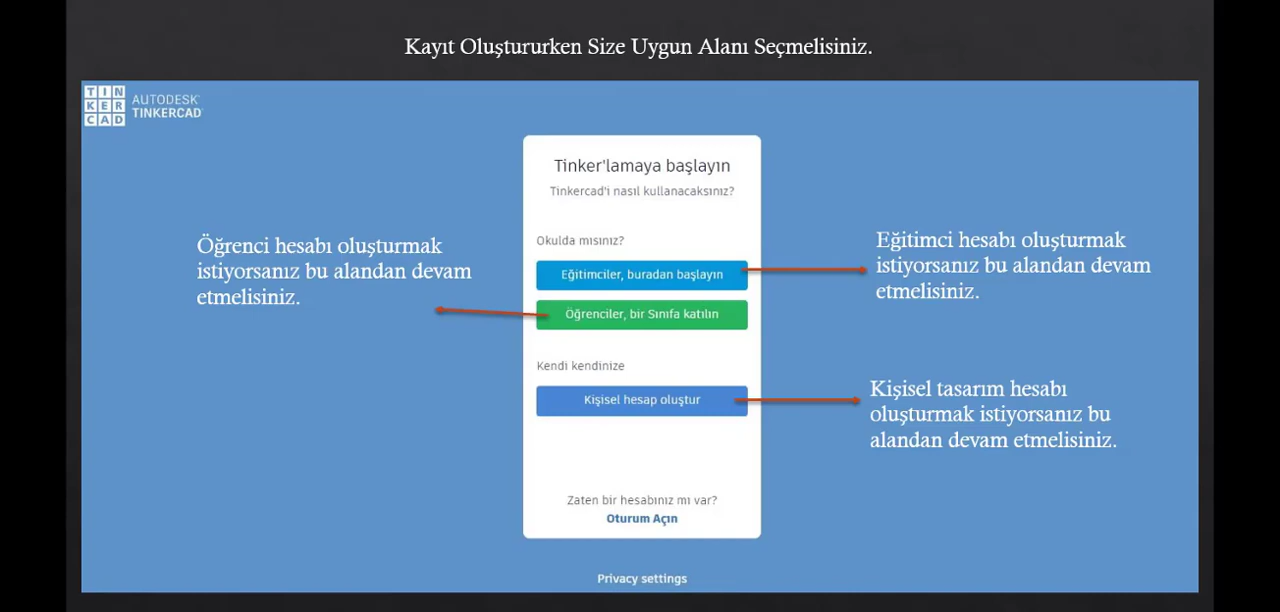 Kayıt Oluştururken Size Uygun Alanı Seçmelisiniz.
TIN
KER
CAD
AUTODESK
TINKERCAD
Tinker'lamaya başlayın
Tinkercad'i nasıl kullanacaksınız?
Okulda mısınız?
Eğitimciler, buradan başlayın
Öğrenciler, bir Sınıfa katılın
Kendi kendinize
Kişisel hesap oluştur
Zaten bir hesabınız mı var?
Oturum Açın
Privacy settings
Öğrenci hesabı oluşturmak
istiyorsanız bu alandan devam
etmelisiniz.
Eğitimci hesabı oluşturmak
istiyorsanız bu alandan devam
etmelisiniz.
Kişisel tasarım hesabı
oluşturmak istiyorsanız bu
alandan devam etmelisiniz.